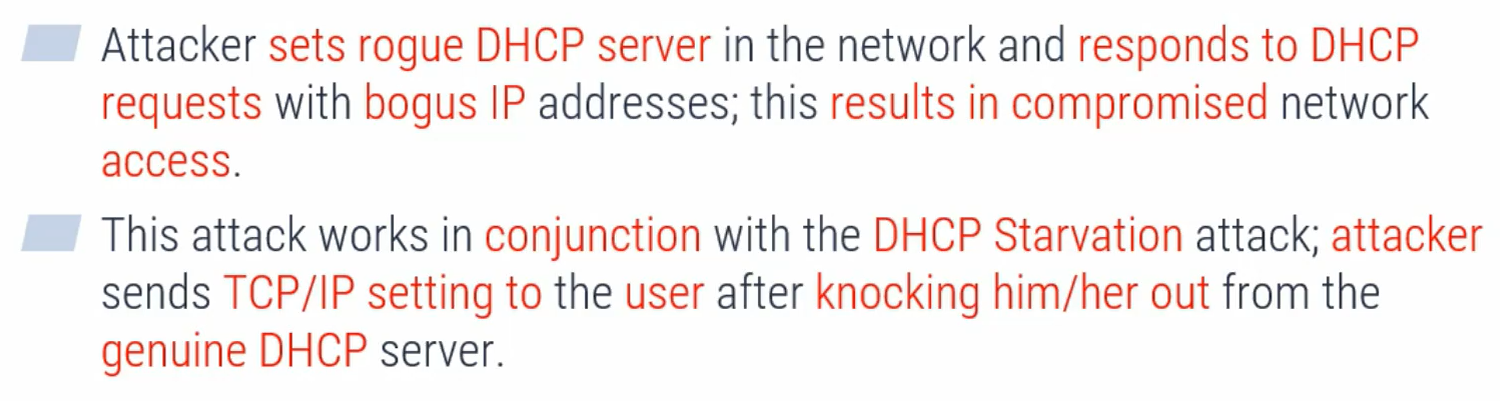 Attacker sets rogue DHCP server in the network and responds to DHCP
requests with bogus IP addresses; this results in compromised network
access.
This attack works in conjunction with the DHCP Starvation attack; attacker
sends TCP/IP setting to the user after knocking him/her out from the
genuine DHCP server.